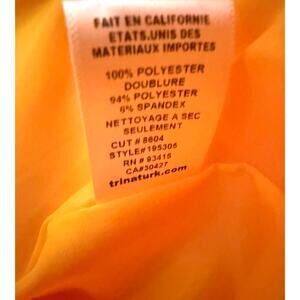 FAIT EN CALIFORNIE
ETATS.UNIS DES
MATERIAUX IMPORTES
100% POLYESTER
DOUBLURE
94% POLYESTER
6% SPANDEX
NETTOYAGE A SEC
SEULEMENT
CUT # 8604
STYLE# 195305
RN # 93415
CA#30427
trinaturk.com